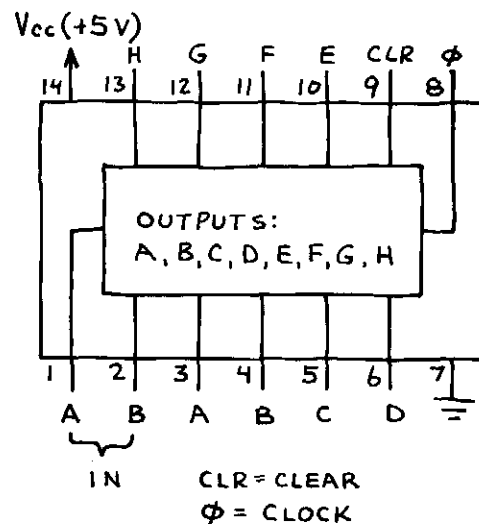 Vcc (+5V)
H G F E CLR φ
14 13 12 11 10 9 8
OUTPUTS:
A, B, C, D, E, F, G, H
1 2 3 4 5 6 7
A B A B C D
IN
CLR = CLEAR
φ = CLOCK